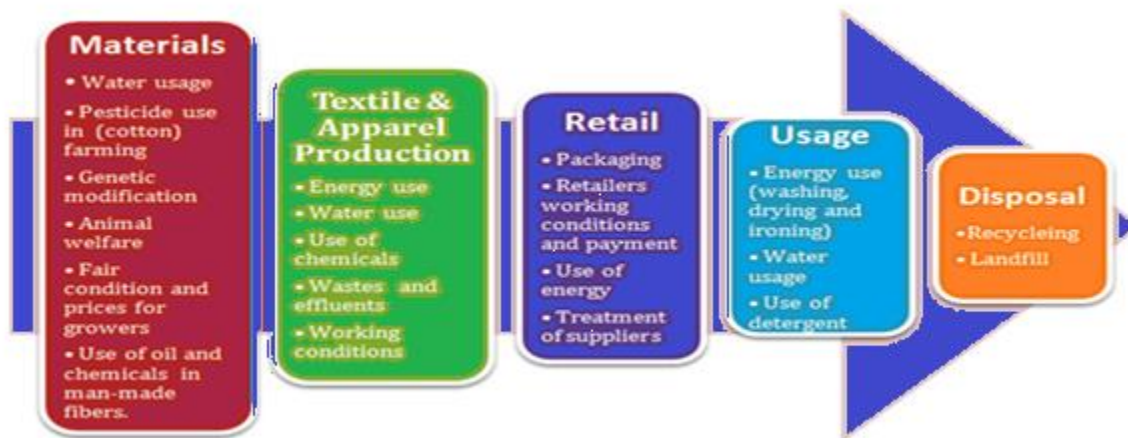 Materials
• Water usage
• Pesticide use
in (cotton)
farming
• Genetic
modification
• Animal
welfare
• Fair
condition and
prices for
growers
• Use of oil and
chemicals in
man-made
fibers.
Textile &
Apparel
Production
• Energy use
• Water use
• Use of
chemicals
• Wastes and
effluents
• Working
conditions
Retail
• Packaging
• Retailers
working
conditions
and payment
• Use of
energy
• Treatment
of suppliers
Usage
• Energy use
(washing,
drying and
ironing)
• Water
usage
• Use of
detergent
Disposal
•Recycleing
•Landfill